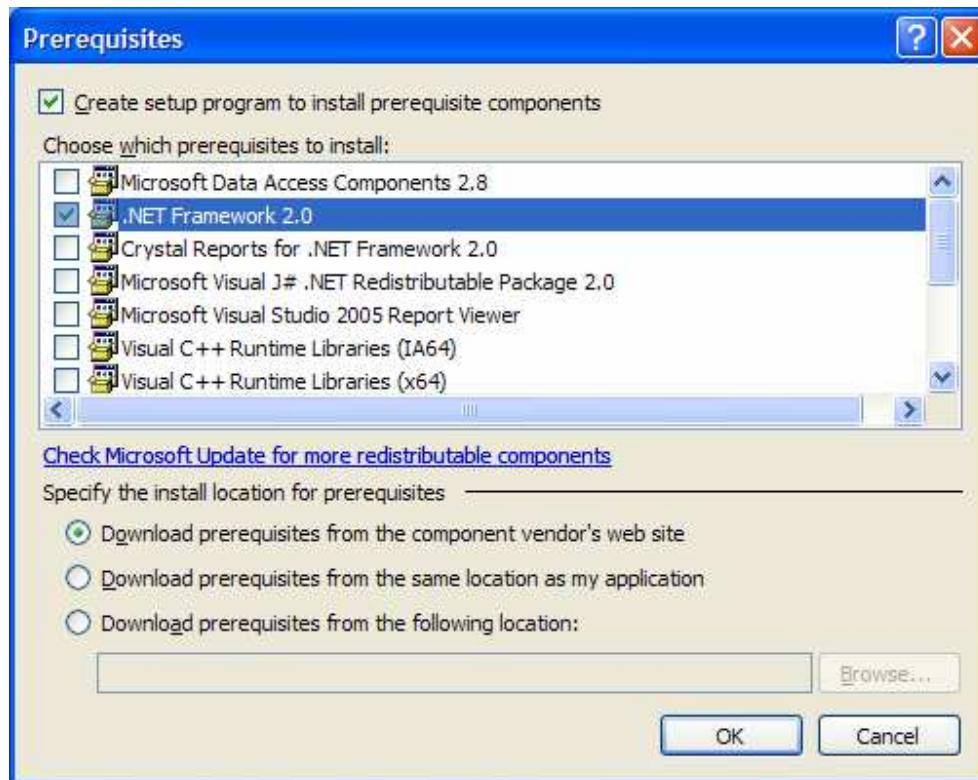 Prerequisites
Create setup program to install prerequisite components
Choose which prerequisites to install:
Microsoft Data Access Components 2.8
.NET Framework 2.0
Crystal Reports for .NET Framework 2.0
Microsoft Visual J# .NET Redistributable Package 2.0
Microsoft Visual Studio 2005 Report Viewer
Visual C++ Runtime Libraries (IA64)
Visual C++ Runtime Libraries (x64)
Check Microsoft Update for more redistributable components
Specify the install location for prerequisites
Download prerequisites from the component vendor's web site
Download prerequisites from the same location as my application
Download prerequisites from the following location:
Browse...
OK Cancel